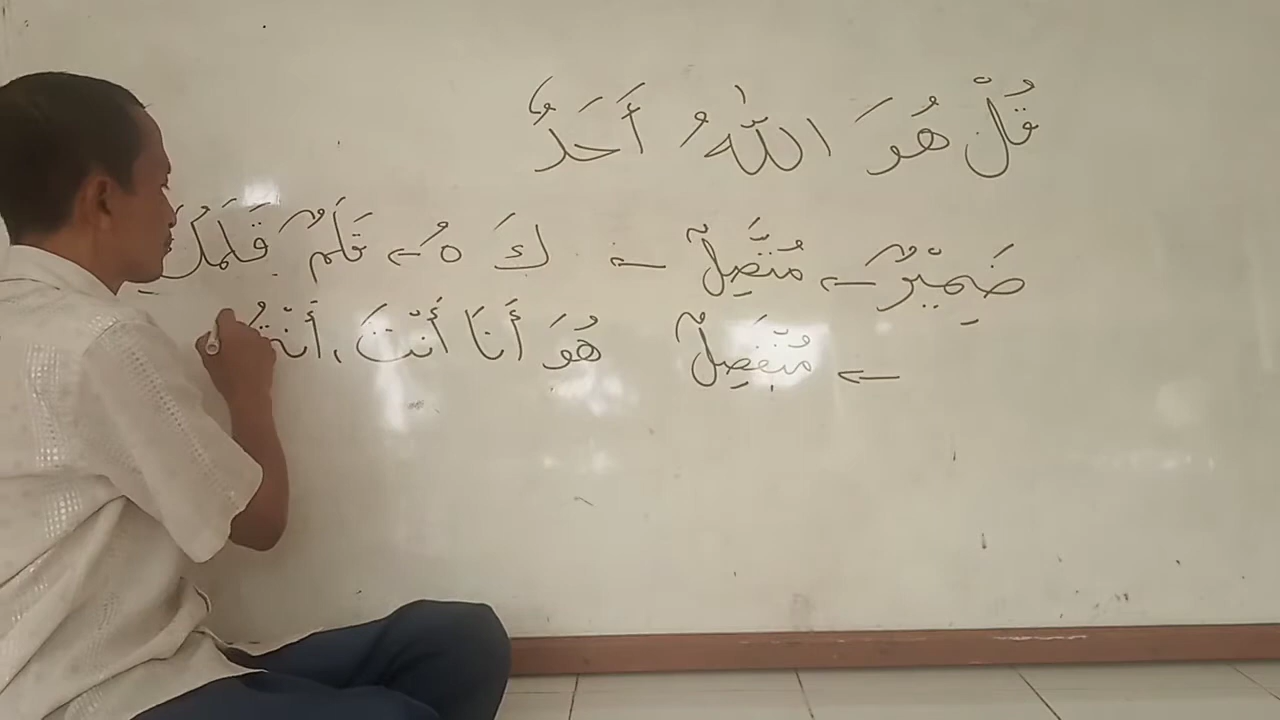 قُلْ هُوَ اللّٰهُ أَحَدٌ
ضَمِيْرٌ ← مُتَّصِلٌ ← كَ هُ ← قَلَمٌ قَلَمُكَ
← مُنْفَصِلٌ هُوَ أَنَا أَنْتَ ،